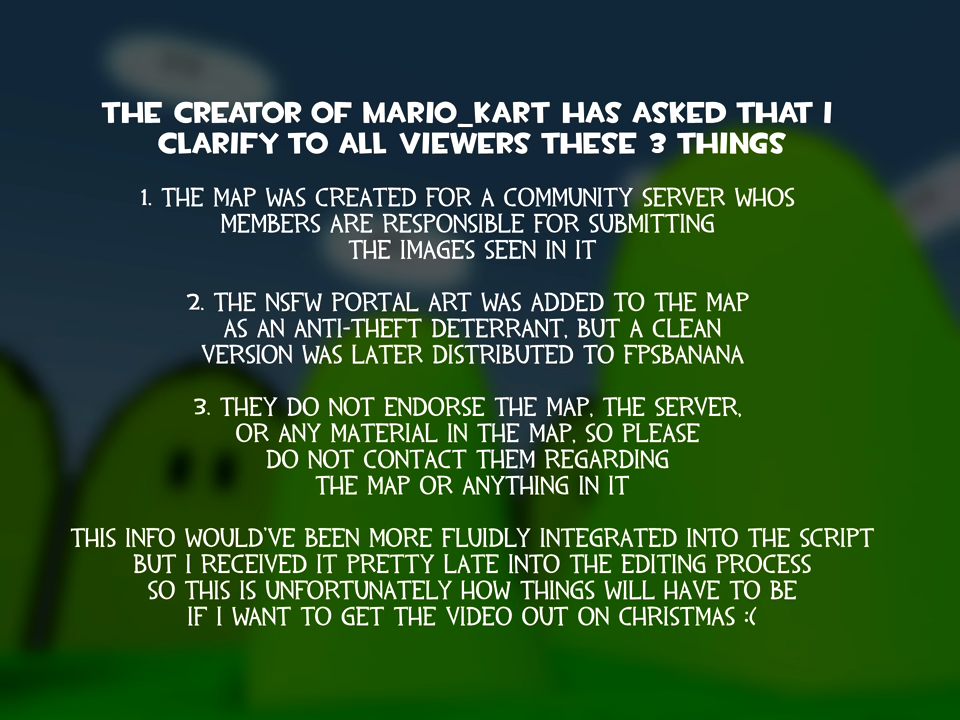 THE CREATOR OF MARIO_KART HAS ASKED THAT I
CLARIFY TO ALL VIEWERS THESE 3 THINGS
1. THE MAP WAS CREATED FOR A COMMUNITY SERVER WHOS
MEMBERS ARE RESPONSIBLE FOR SUBMITTING
THE IMAGES SEEN IN IT
2. THE NSFW PORTAL ART WAS ADDED TO THE MAP
AS AN ANTI-THEFT DETERRANT, BUT A CLEAN
VERSION WAS LATER DISTRIBUTED TO FPSBANANA
3. THEY DO NOT ENDORSE THE MAP, THE SERVER,
OR ANY MATERIAL IN THE MAP, SO PLEASE
DO NOT CONTACT THEM REGARDING
THE MAP OR ANYTHING IN IT
THIS INFO WOULD'VE BEEN MORE FLUIDLY INTEGRATED INTO THE SCRIPT
BUT I RECEIVED IT PRETTY LATE INTO THE EDITING PROCESS
SO THIS IS UNFORTUNATELY HOW THINGS WILL HAVE TO BE
IF I WANT TO GET THE VIDEO OUT ON CHRISTMAS :(